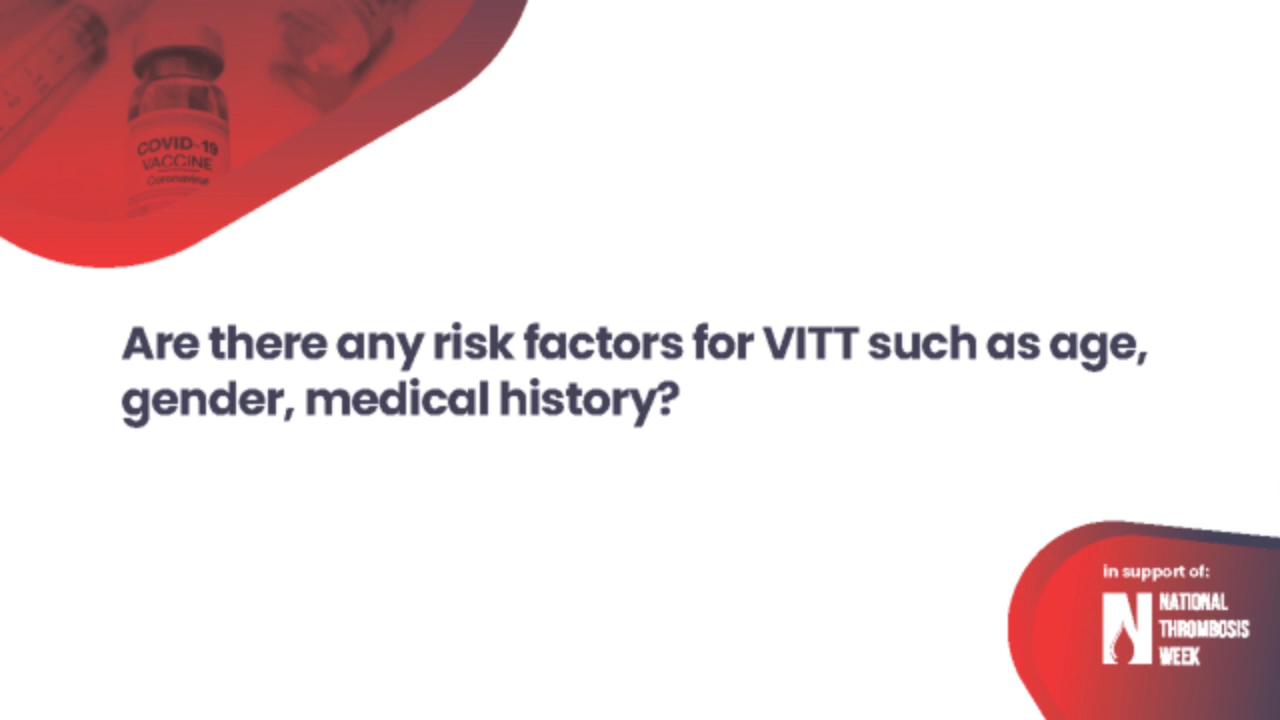 COVID-19
VACCINE
Coronavirus
Are there any risk factors for VITT such as age,
gender, medical history?
in support of:
NATIONAL
THROMBOSIS
WEEK